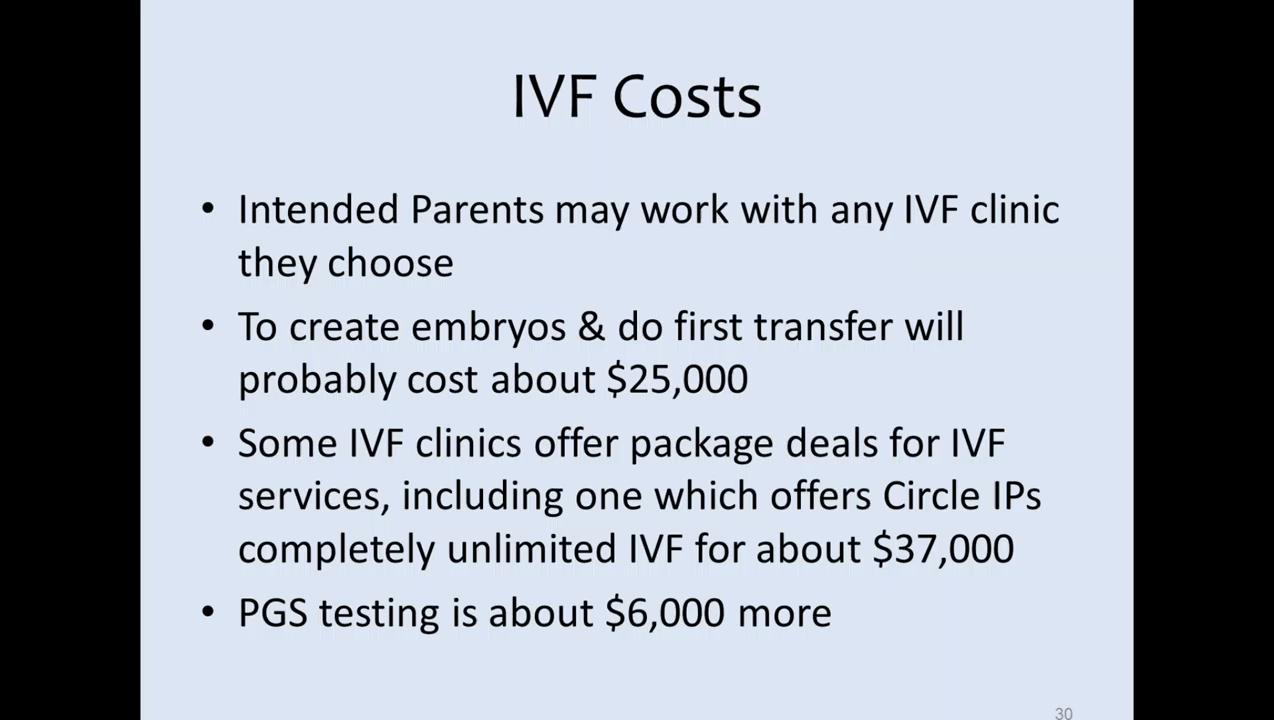 IVF Costs
• Intended Parents may work with any IVF clinic
they choose
• To create embryos & do first transfer will
probably cost about $25,000
• Some IVF clinics offer package deals for IVF
services, including one which offers Circle IPs
completely unlimited IVF for about $37,000
• PGS testing is about $6,000 more
30